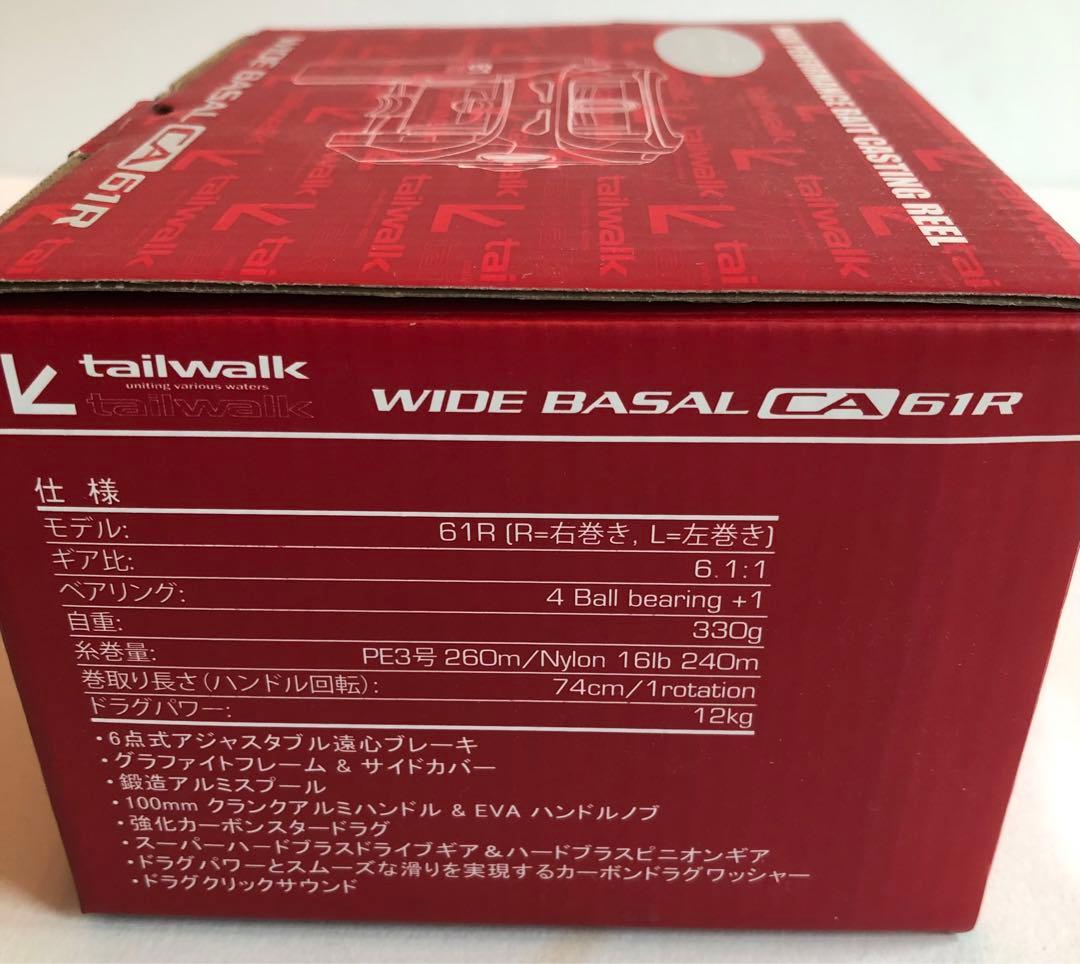 WIDE BASAL CA 61R
BAIT CASTING REEL
tailwalk
tailwalk
tailwalk
tailwalk
uniting various waters
tailwalk
WIDE BASAL CA 61R
仕 様
モデル: 61R (R=右巻き, L=左巻き)
ギア比: 6.1:1
ベアリング: 4 Ball bearing +1
自重: 330g
糸巻量: PE3号 260m/Nylon 16lb 240m
巻取り長さ(ハンドル回転): 74cm/1rotation
ドラグパワー: 12kg
・6点式アジャスタブル遠心ブレーキ
・グラファイトフレーム & サイドカバー
・鍛造アルミスプール
・100mm クランクアルミハンドル & EVA ハンドルノブ
・強化カーボンスタードラグ
・スーパーハードブラスドライブギア&ハードブラスピニオンギア
・ドラグパワーとスムーズな滑りを実現するカーボンドラグワッシャー
・ドラグクリックサウンド